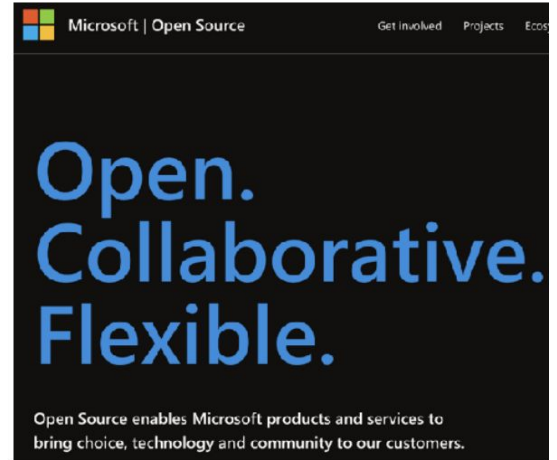 Microsoft | Open Source
Get involved Projects
Open.
Collaborative.
Flexible.
Open Source enables Microsoft products and services to
bring choice, technology and community to our customers.